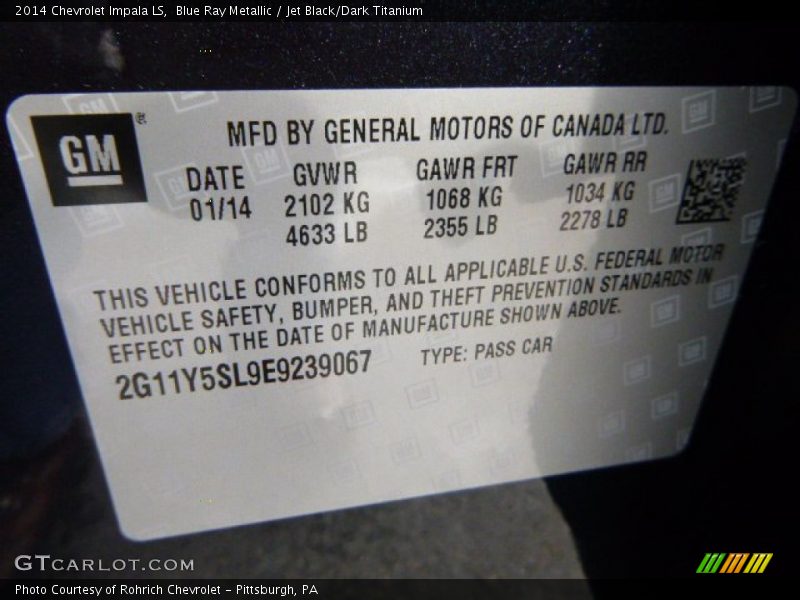 2014 Chevrolet Impala LS,  Blue Ray Metallic / Jet Black/Dark Titanium
GM®
MFD BY GENERAL MOTORS OF CANADA LTD.
DATE GVWR GAWR FRT GAWR RR
01/14 2102 KG 1068 KG 1034 KG
4633 LB 2355 LB 2278 LB
THIS VEHICLE CONFORMS TO ALL APPLICABLE U.S. FEDERAL MOTOR
VEHICLE SAFETY, BUMPER, AND THEFT PREVENTION STANDARDS IN
EFFECT ON THE DATE OF MANUFACTURE SHOWN ABOVE.
2G11Y5SL9E9239067 TYPE: PASS CAR
GTCARLOT.COM
Photo Courtesy of Rohrich Chevrolet - Pittsburgh, PA